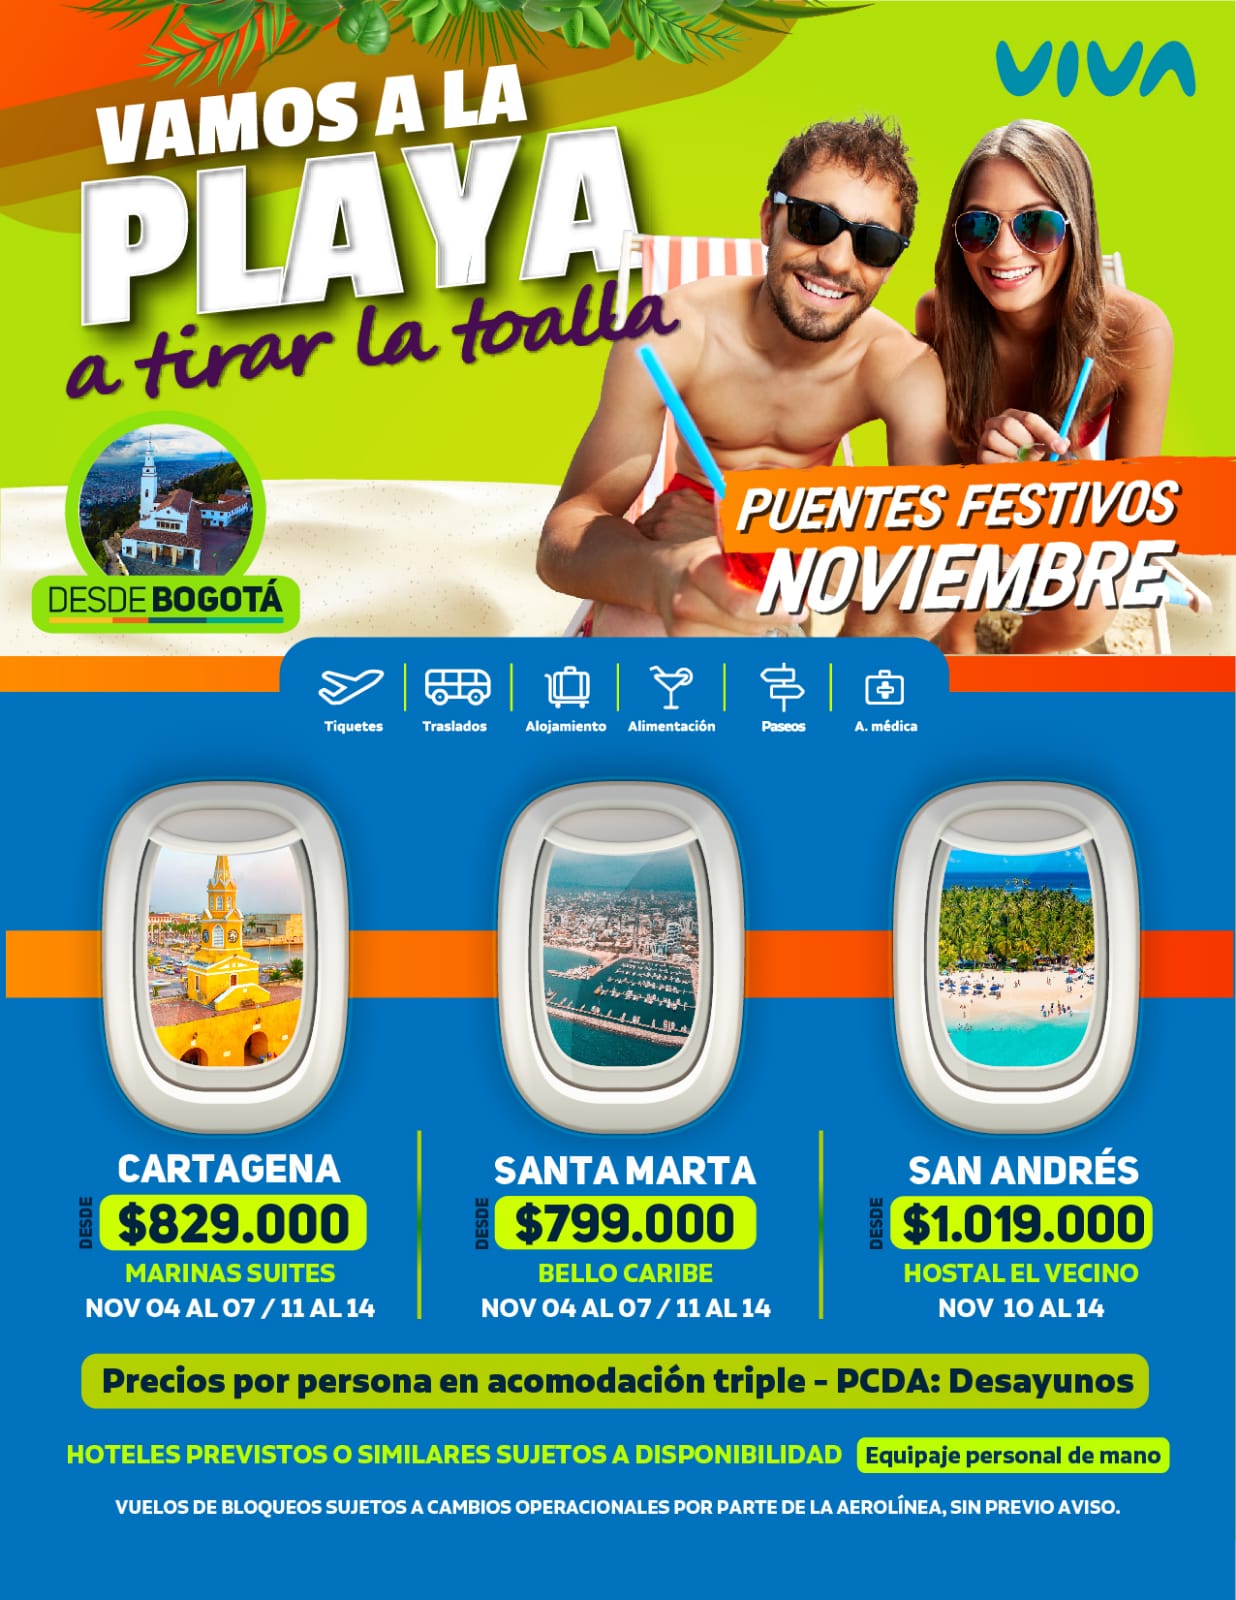 VIVA
VAMOS A LA
PLAYA
a tirar la toalla
DESDE BOGOTÁ
PUENTES FESTIVOS
NOVIEMBRE
Tiquetes
Traslados
Alojamiento
Alimentación
Paseos
A. médica
CARTAGENA
DESDE
$829.000
MARINAS SUITES
NOV 04 AL 07 / 11 AL 14
SANTA MARTA
DESDE
$799.000
BELLO CARIBE
NOV 04 AL 07 / 11 AL 14
SAN ANDRÉS
DESDE
$1.019.000
HOSTAL EL VECINO
NOV 10 AL 14
Precios por persona en acomodación triple - PCDA: Desayunos
HOTELES PREVISTOS O SIMILARES SUJETOS A DISPONIBILIDAD
Equipaje personal de mano
VUELOS DE BLOQUEOS SUJETOS A CAMBIOS OPERACIONALES POR PARTE DE LA AEROLÍNEA, SIN PREVIO AVISO.